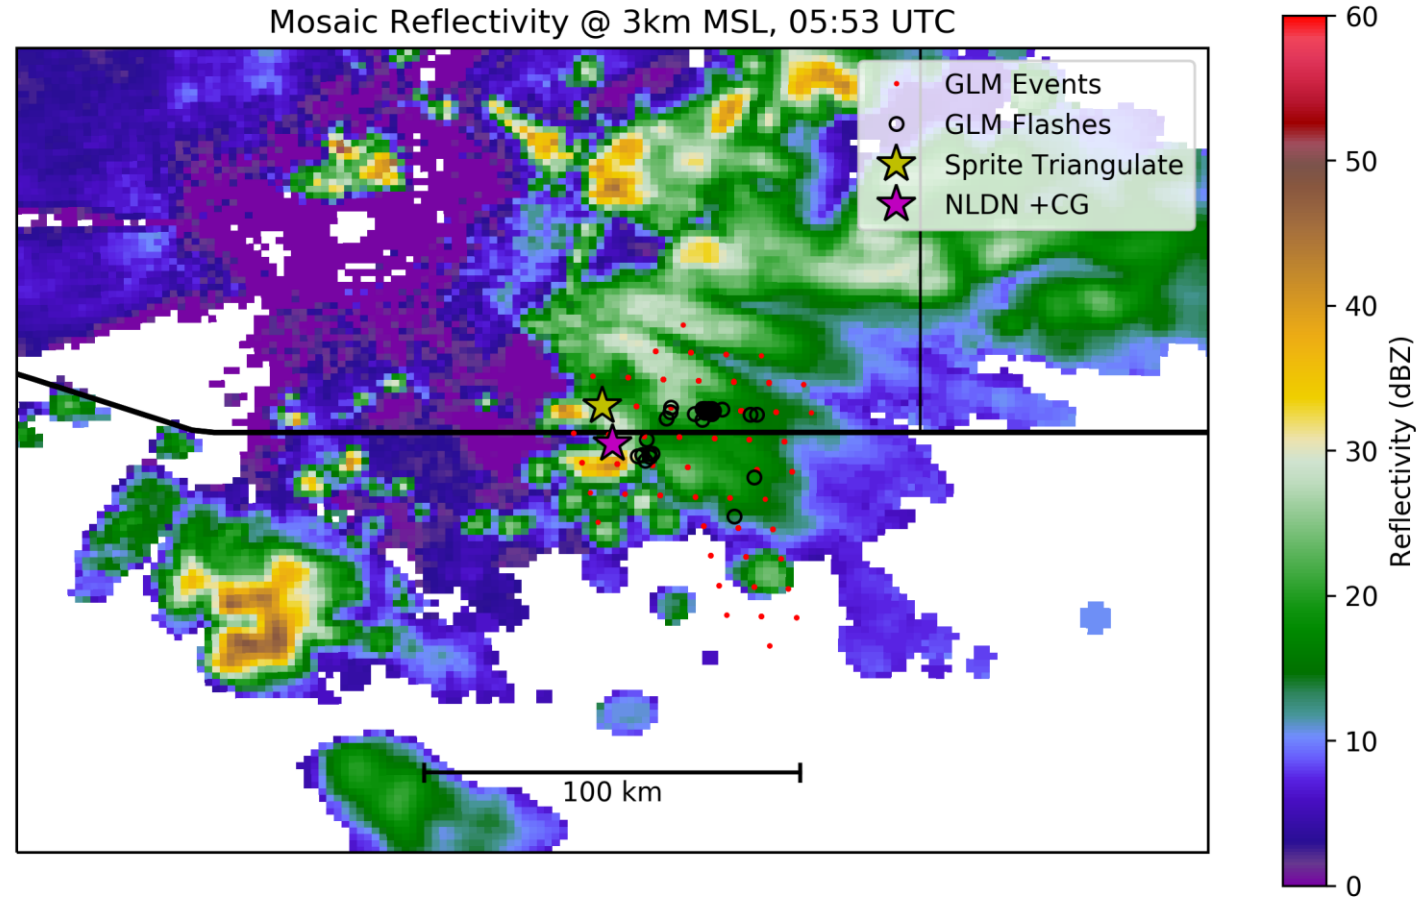 Mosaic Reflectivity @ 3km MSL, 05:53 UTC
GLM Events
GLM Flashes
Sprite Triangulate
NLDN +CG
100 km
60
50
40
30
20
10
0
Reflectivity (dBZ)